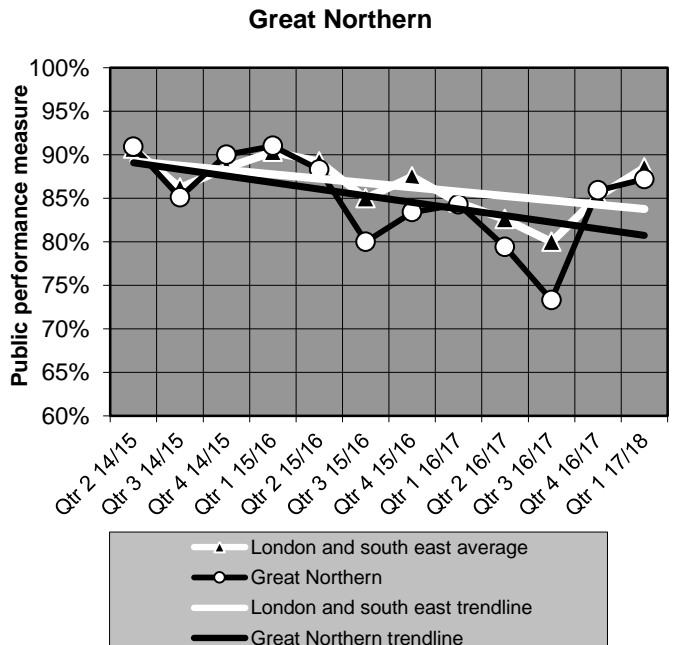 Great Northern
Public performance measure
100%
95%
90%
85%
80%
75%
70%
65%
60%
Qtr 2 14/15
Qtr 3 14/15
Qtr 4 14/15
Qtr 1 15/16
Qtr 2 15/16
Qtr 3 15/16
Qtr 4 15/16
Qtr 1 16/17
Qtr 2 16/17
Qtr 3 16/17
Qtr 4 16/17
Qtr 1 17/18
London and south east average
Great Northern
London and south east trendline
Great Northern trendline